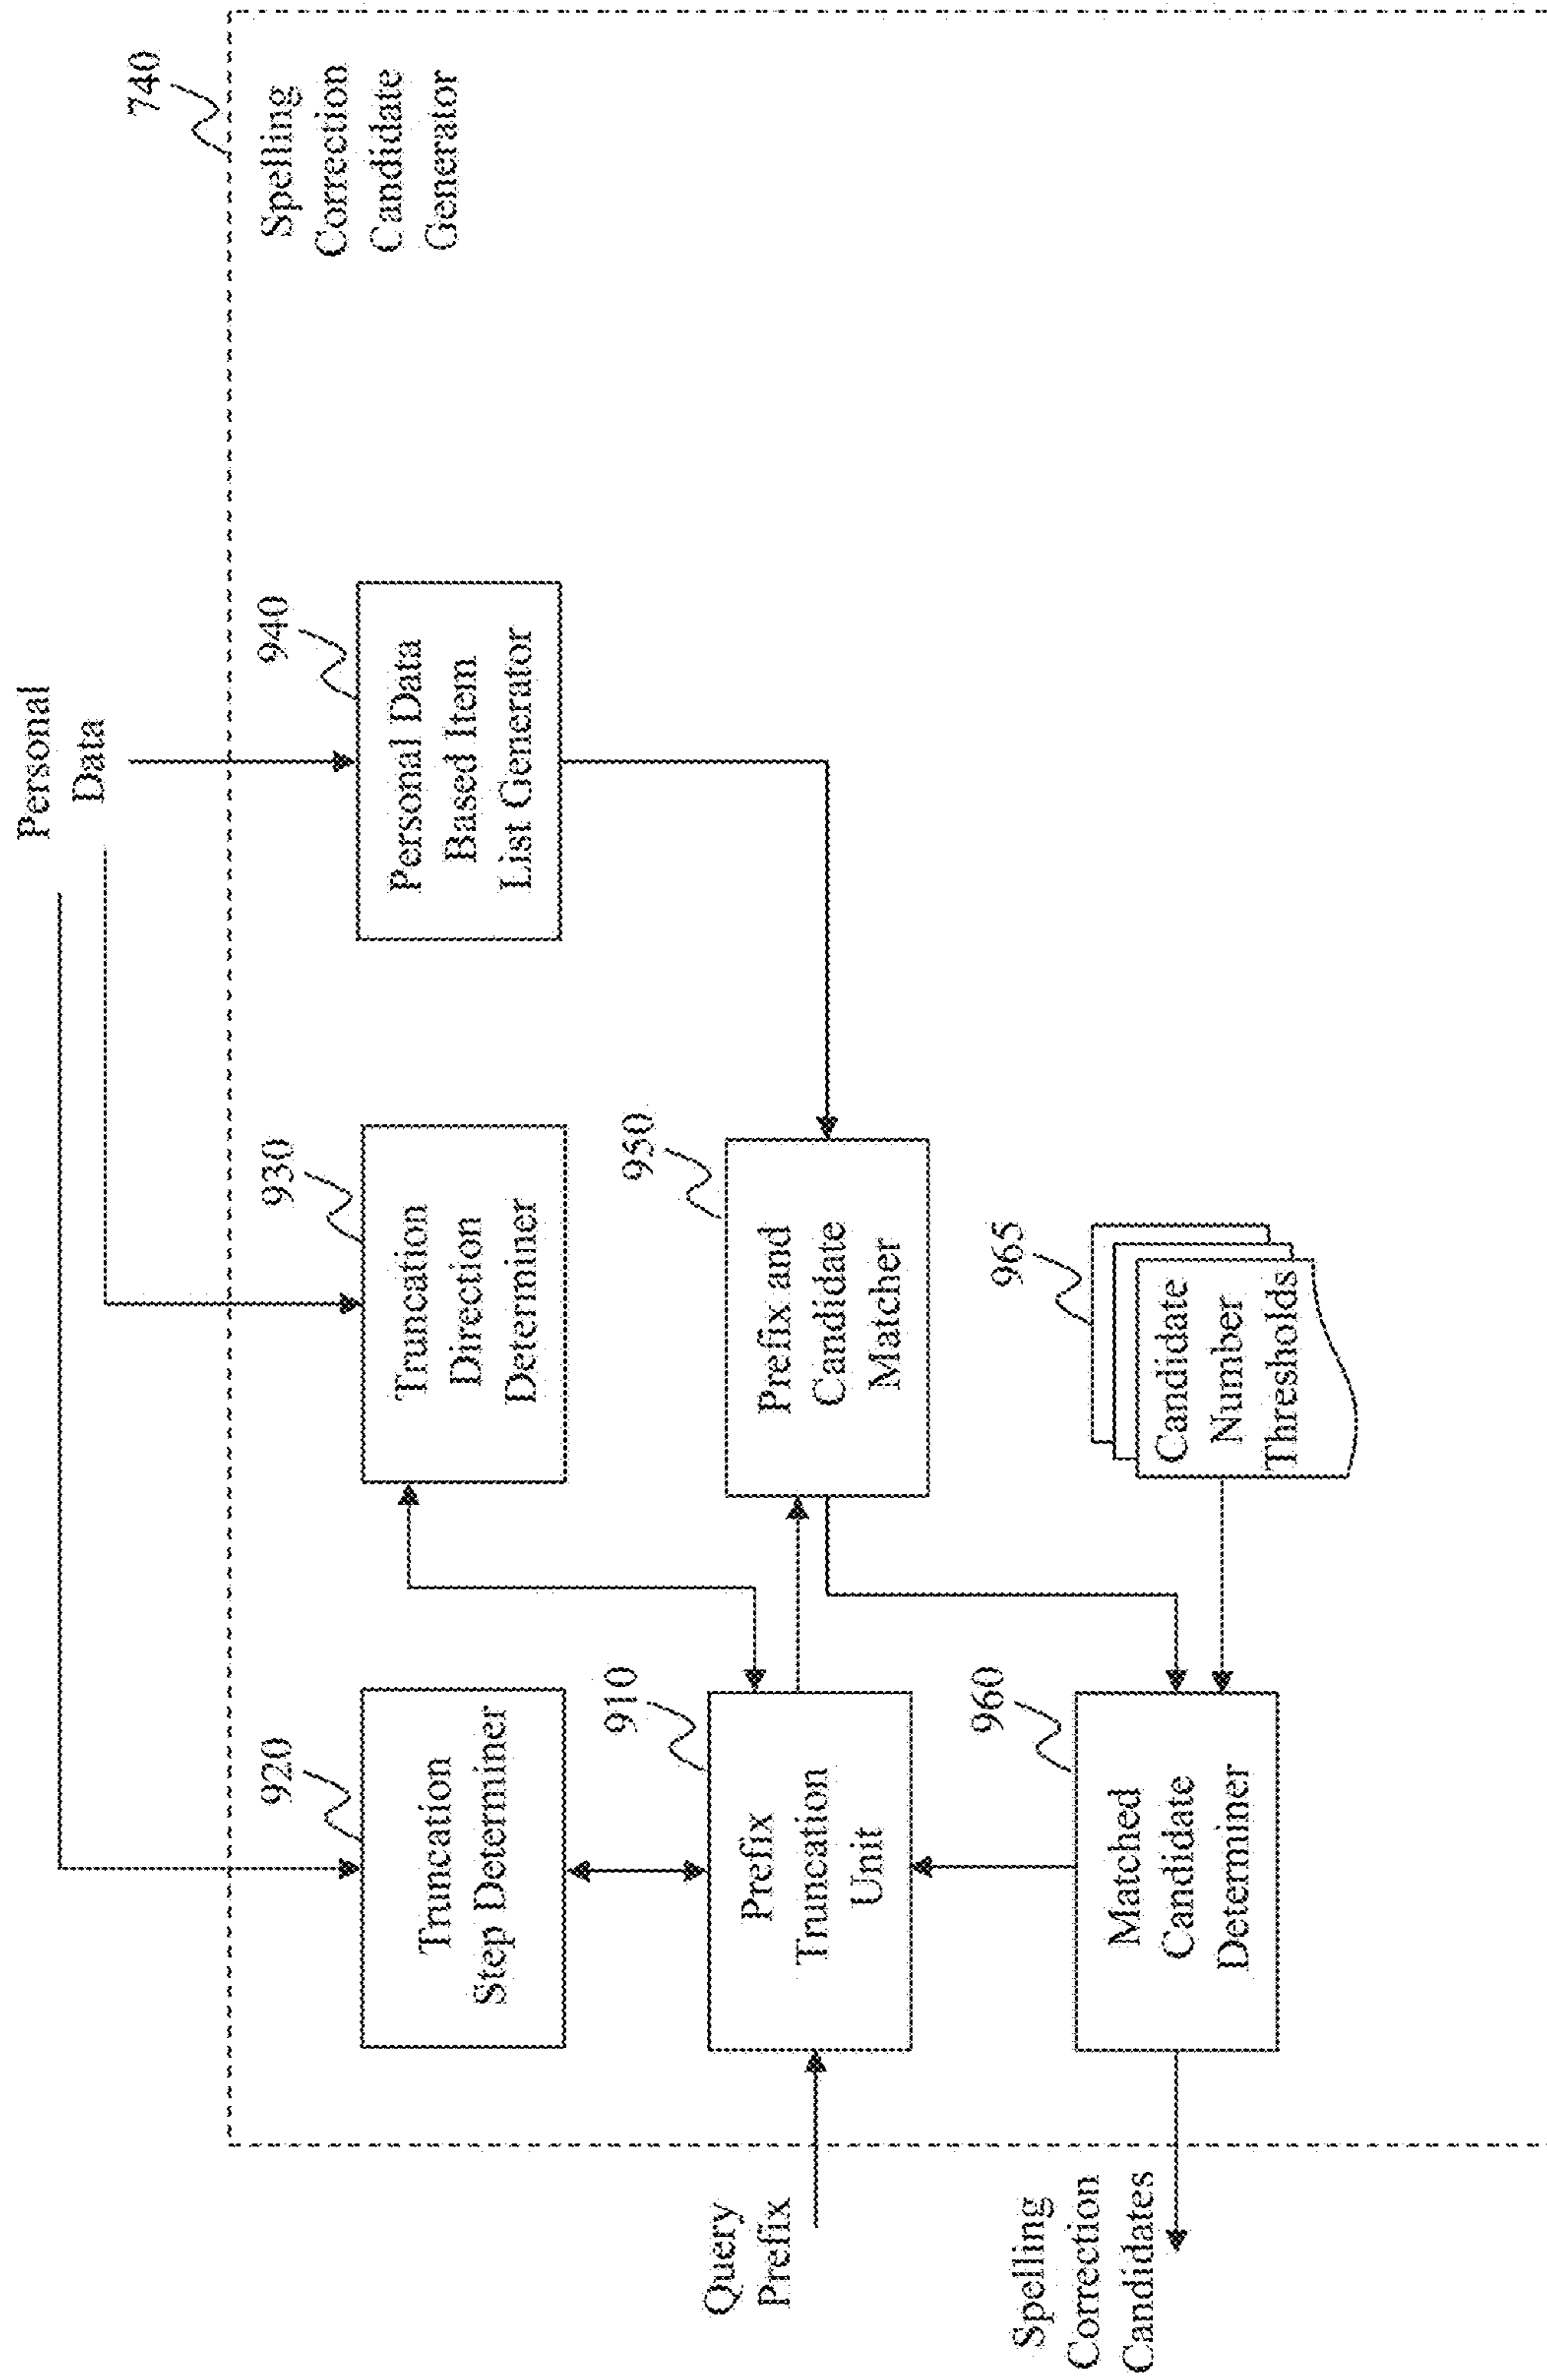 Personal
Data
740
Spelling
Correction
Candidate
Generator
920
Truncation
Step Determiner
930
Truncation
Direction
Determiner
940
Personal Data
Based Item
List Generator
Query
Prefix
910
Prefix
Truncation
Unit
950
Prefix and
Candidate
Matcher
Spelling
Correction
Candidates
960
Matched
Candidate
Determiner
965
Candidate
Number
Thresholds